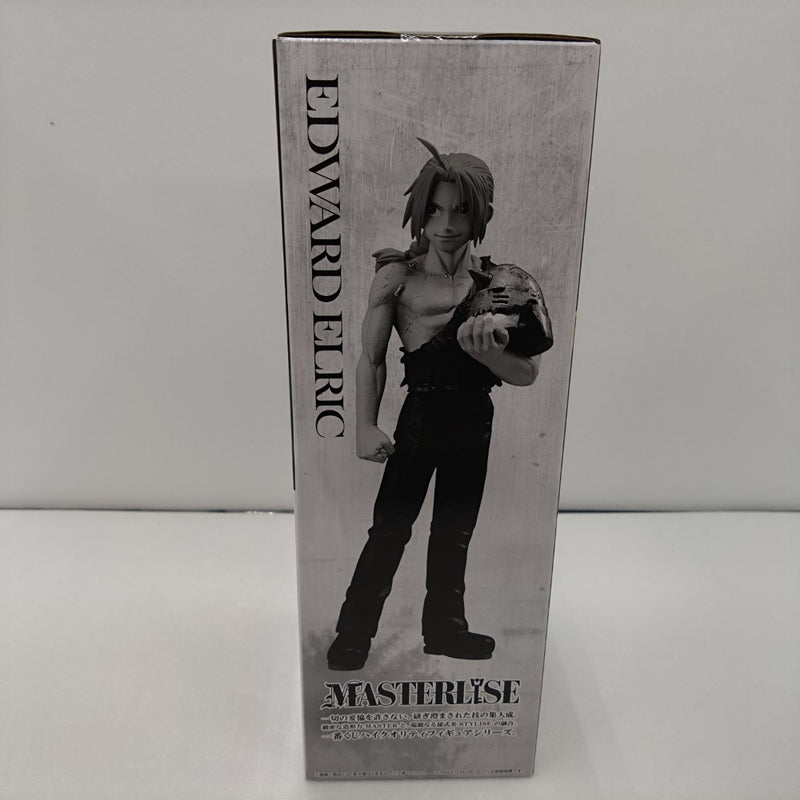 EDWARD ELRIC
MASTERLISE
一切の妥協を許さない、研ぎ澄まされた技の集大成。
緻密な造形力MASTERと、端麗なる様式美STYLISEの融合。
一番くじハイクオリティフィギュアシリーズ。